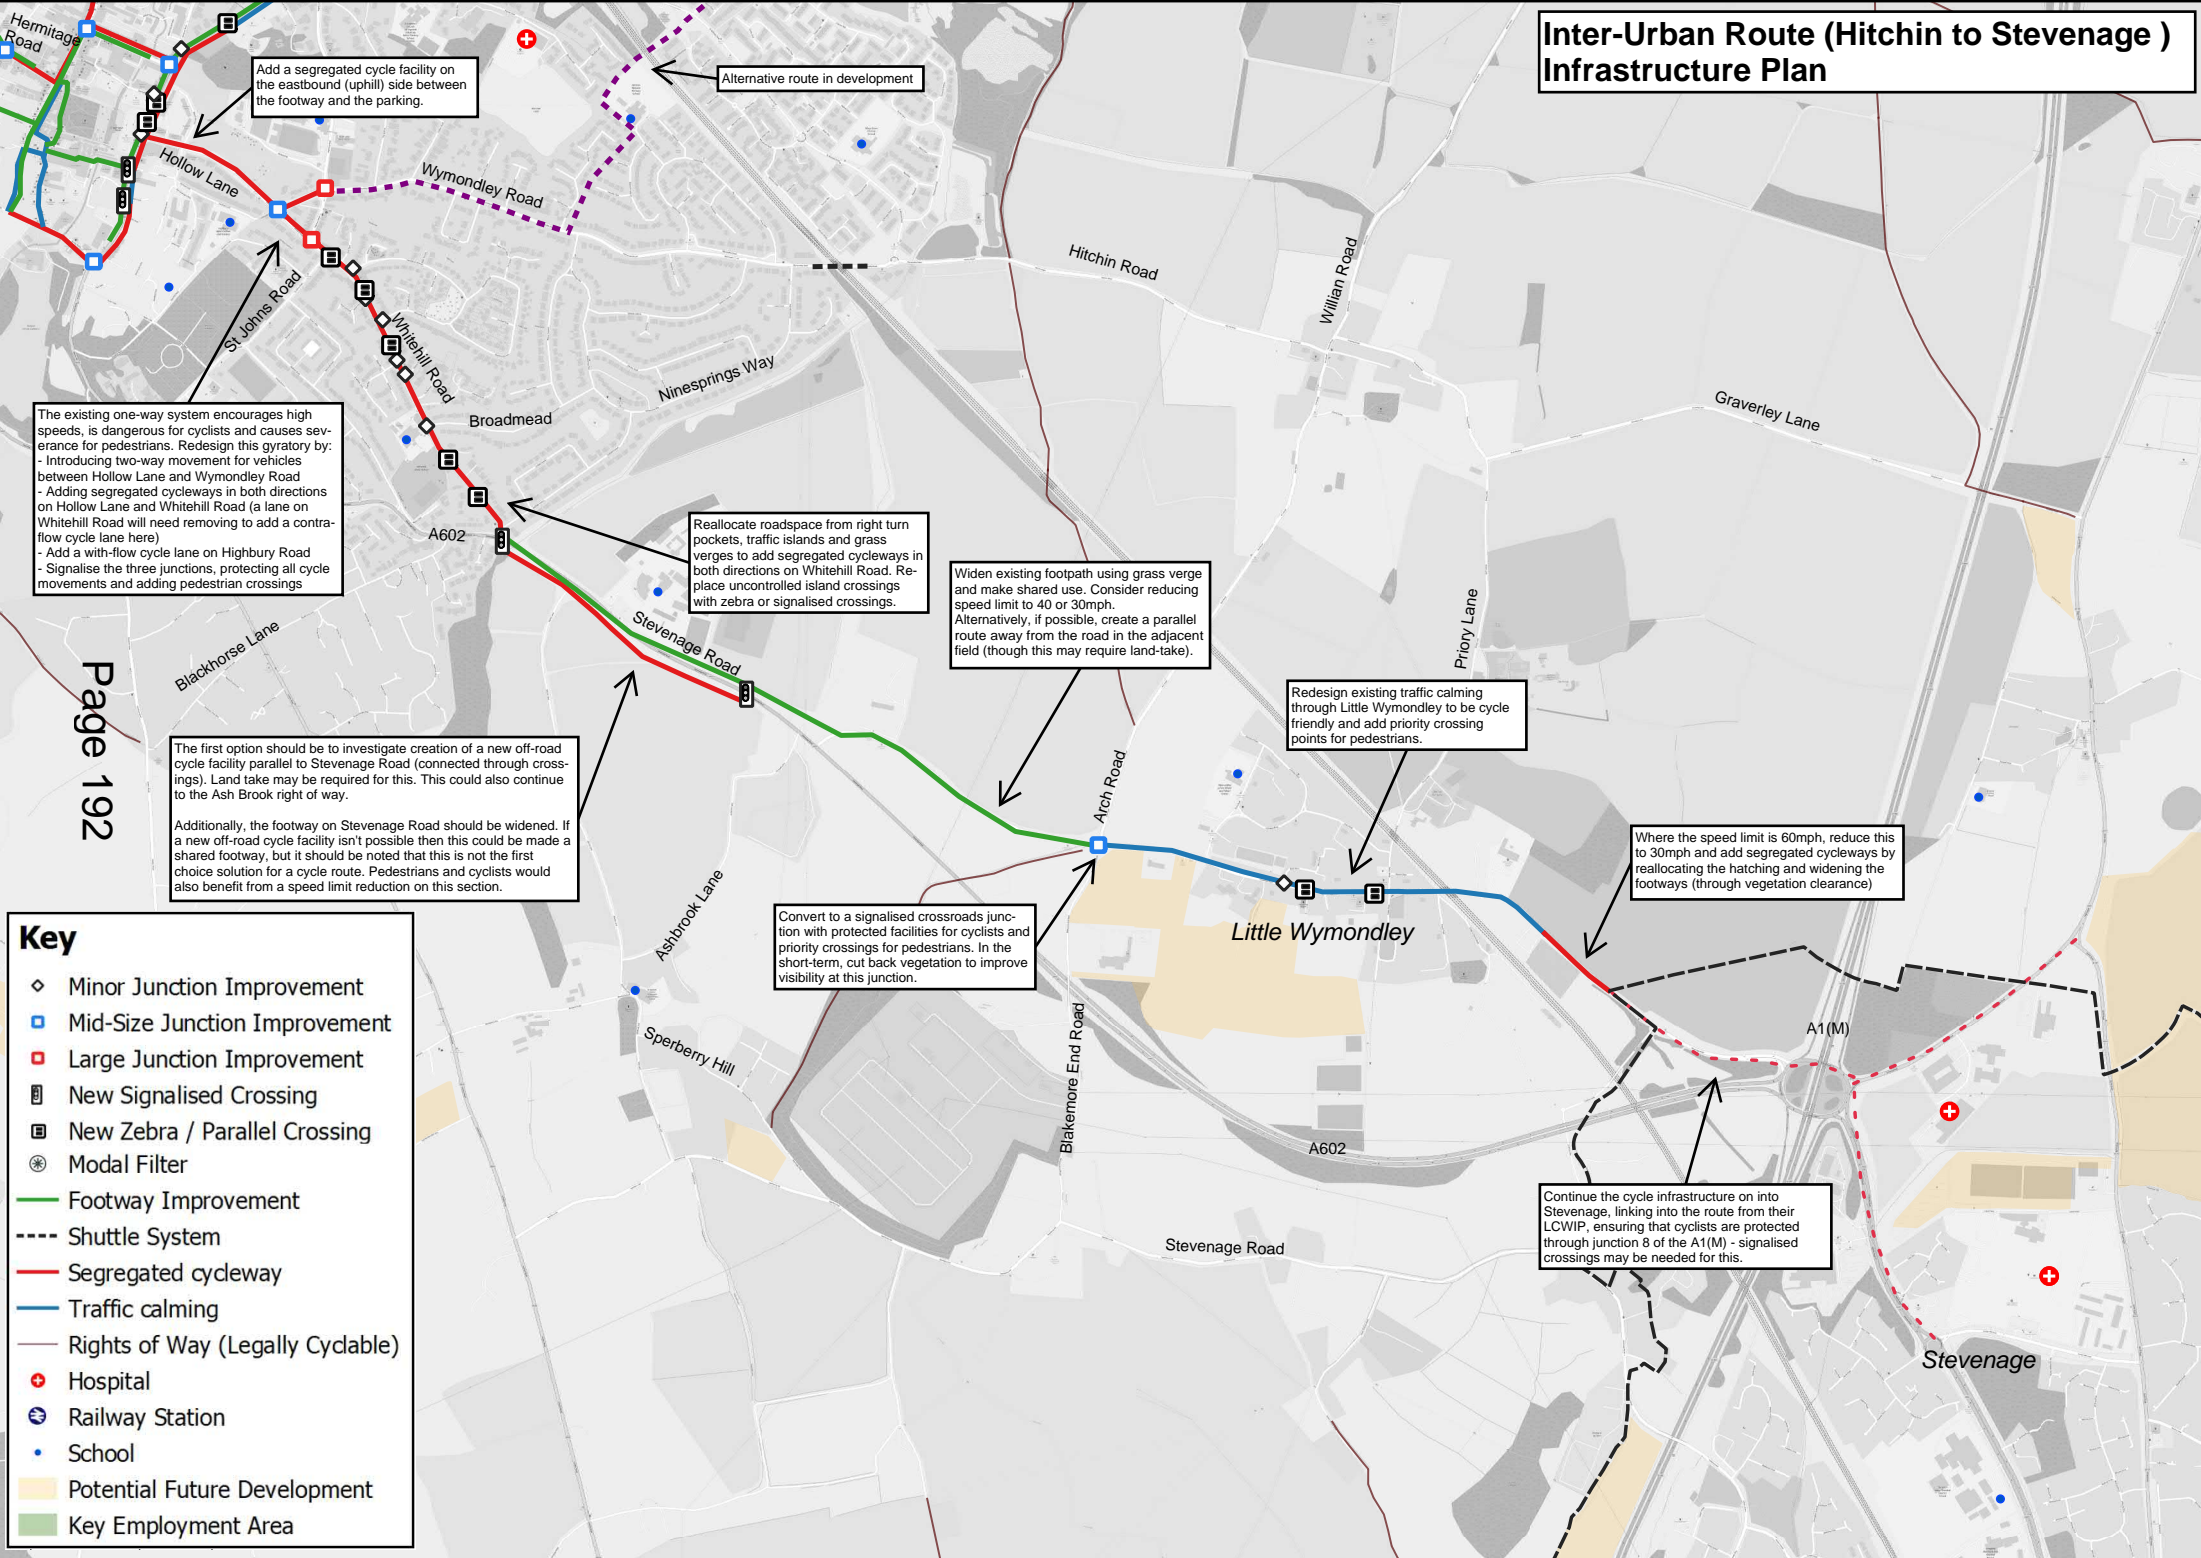 Inter-Urban Route (Hitchin to Stevenage )
Infrastructure Plan
Hermitage
Road
Add a segregated cycle facility on
the eastbound (uphill) side between
the footway and the parking.
Alternative route in development
Hollow Lane
Wymondley Road
Hitchin Road
Willian Road
St Johns Road
Whitehill Road
Ninesprings Way
Broadmead
Graverley Lane
The existing one-way system encourages high
speeds, is dangerous for cyclists and causes sev-
erance for pedestrians. Redesign this gyratory by:
- Introducing two-way movement for vehicles
between Hollow Lane and Wymondley Road
- Adding segregated cycleways in both directions
on Hollow Lane and Whitehill Road (a lane on
Whitehill Road will need removing to add a contra-
flow cycle lane here)
- Add a with-flow cycle lane on Highbury Road
- Signalise the three junctions, protecting all cycle
movements and adding pedestrian crossings
A602
Reallocate roadspace from right turn
pockets, traffic islands and grass
verges to add segregated cycleways in
both directions on Whitehill Road. Re-
place uncontrolled island crossings
with zebra or signalised crossings.
Widen existing footpath using grass verge
and make shared use. Consider reducing
speed limit to 40 or 30mph.
Alternatively, if possible, create a parallel
route away from the road in the adjacent
field (though this may require land-take).
Stevenage Road
Blackhorse Lane
Priory Lane
Page 192
Redesign existing traffic calming
through Little Wymondley to be cycle
friendly and add priority crossing
points for pedestrians.
The first option should be to investigate creation of a new off-road
cycle facility parallel to Stevenage Road (connected through cross-
ings). Land take may be required for this. This could also continue
to the Ash Brook right of way.
Additionally, the footway on Stevenage Road should be widened. If
a new off-road cycle facility isn't possible then this could be made a
shared footway, but it should be noted that this is not the first
choice solution for a cycle route. Pedestrians and cyclists would
also benefit from a speed limit reduction on this section.
Arch Road
Where the speed limit is 60mph, reduce this
to 30mph and add segregated cycleways by
reallocating the hatching and widening the
footways (through vegetation clearance)
Ashbrook Lane
Convert to a signalised crossroads junc-
tion with protected facilities for cyclists and
priority crossings for pedestrians. In the
short-term, cut back vegetation to improve
visibility at this junction.
Little Wymondley
Sperberry Hill
Blakemore End Road
A1(M)
A602
Continue the cycle infrastructure on into
Stevenage, linking into the route from their
LCWIP, ensuring that cyclists are protected
through junction 8 of the A1(M) - signalised
crossings may be needed for this.
Stevenage Road
Stevenage
Key
Minor Junction Improvement
Mid-Size Junction Improvement
Large Junction Improvement
New Signalised Crossing
New Zebra / Parallel Crossing
Modal Filter
Footway Improvement
Shuttle System
Segregated cycleway
Traffic calming
Rights of Way (Legally Cyclable)
Hospital
Railway Station
School
Potential Future Development
Key Employment Area